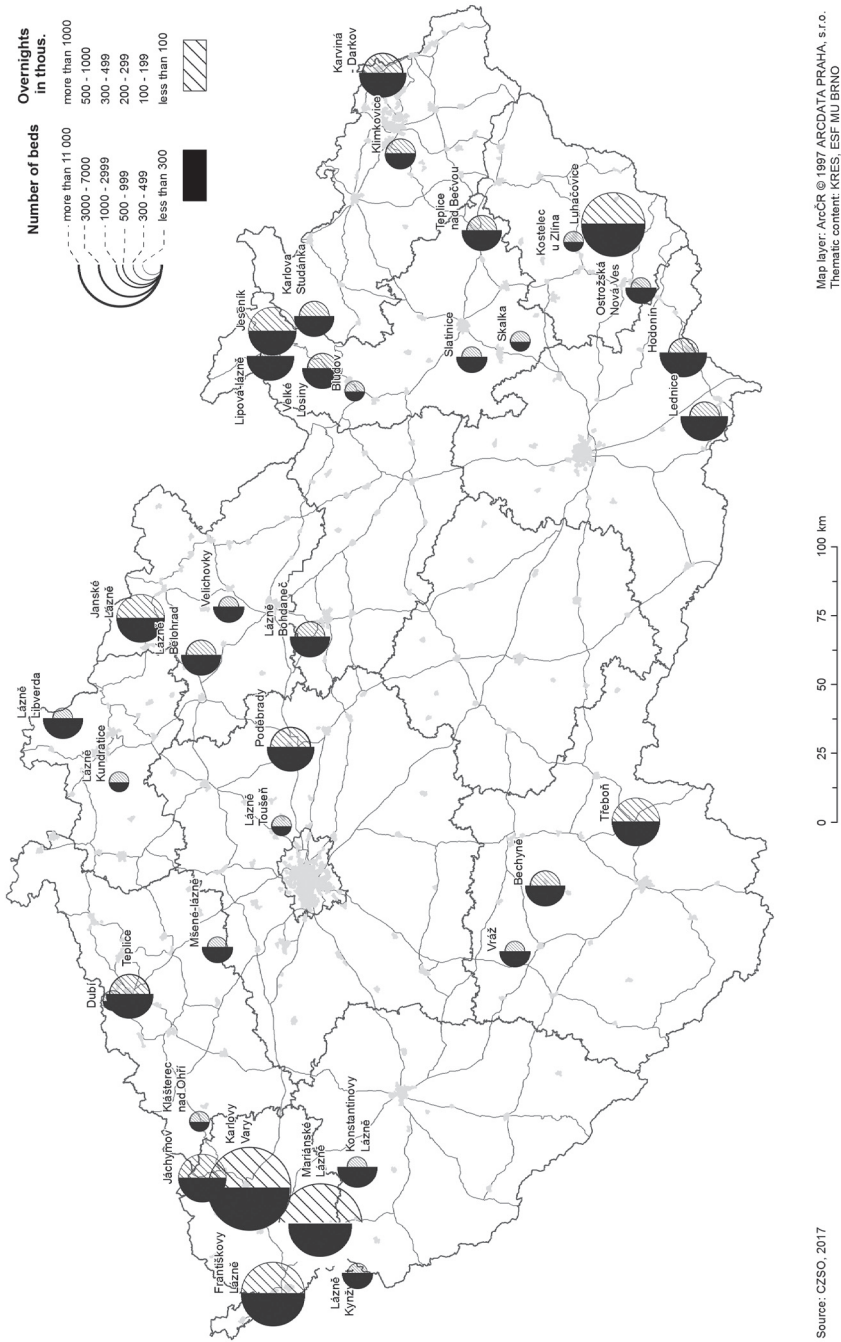 Number of beds
more than 11 000
3000 - 7000
1000 - 2999
500 - 999
300 - 499
less than 300
Overnights
in thous.
more than 1000
500 - 1000
300 - 499
200 - 299
100 - 199
less than 100
Lázně
Libverda
Lázně
Kundratice
Janské
Lázně
Lázně
Bělohrad
Velichovky
Lázně
Bohdaneč
Poděbrady
Lázně
Toušeň
Mšené-lázně
Dubí
Teplice
Klášterec
nad Ohří
Jáchymov
Karlovy
Vary
Mariánské
Lázně
Konstantinovy
Lázně
Františkovy
Lázně
Lázně
Kynžvart
Vráž
Bechyně
Třeboň
Jeseník
Karlova
Studánka
Lipová-lázně
Velké
Losiny
Bludov
Karviná
- Darkov
Klimkovice
Teplice
nad Bečvou
Slatinice
Skalka
Kostelec
u Zlína
Luhačovice
Ostrožská
Nová Ves
Hodonín
Lednice
0 25 50 75 100 km
Source: CZSO, 2017
Map layer: ArcČR © 1997 ARCDATA PRAHA, s.r.o.
Thematic content: KRES, ESF MU BRNO